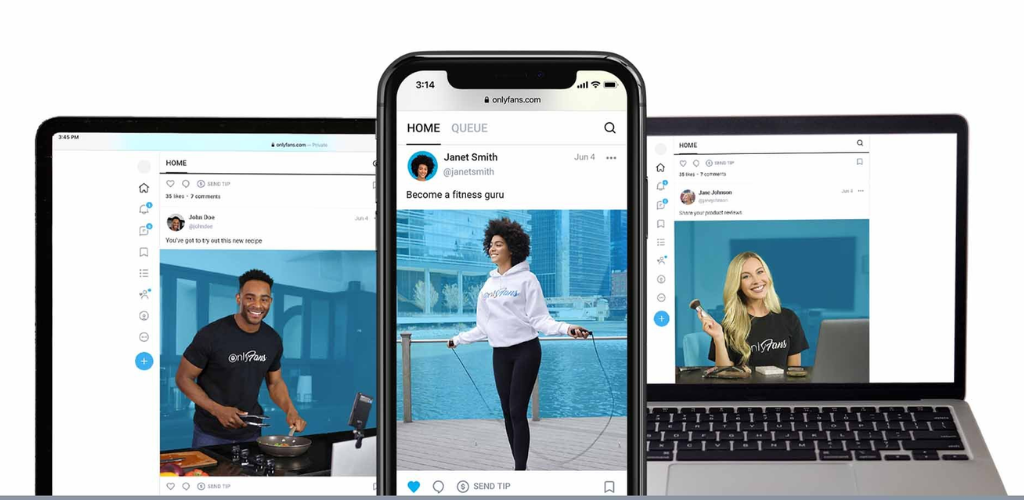 3:45 PM
onlyfans.com — Private
HOME
SEND TIP
35 likes • 7 comments
John Doe
@johndoe
Jun 4
You've got to try out this new recipe
OnlyFans
SEND TIP
3:14
onlyfans.com
HOME QUEUE
Janet Smith
@janetsmith
Jun 4
Become a fitness guru
OnlyFans
SEND TIP
HOME
SEND TIP
35 likes • 7 comments
Jane Johnson
@janejohnson
Jun 4
Share your product reviews
OnlyFans